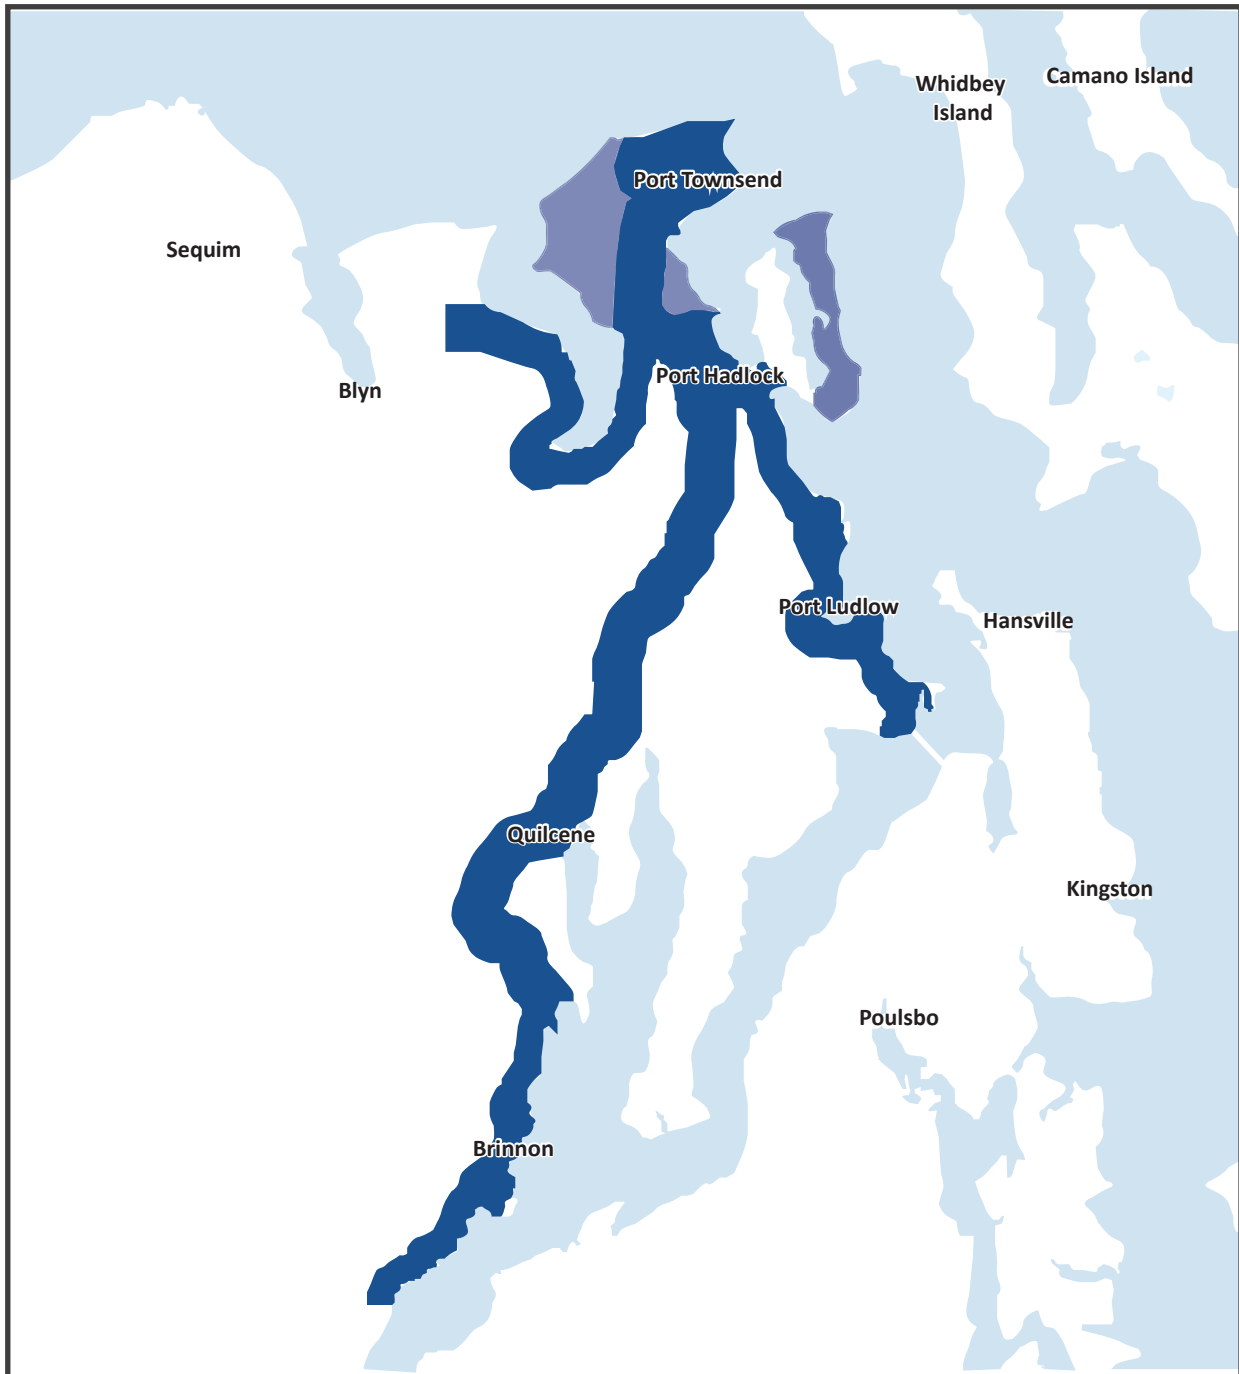 Whidbey
Island
Camano Island
Port Townsend
Sequim
Port Hadlock
Blyn
Port Ludlow
Hansville
Quilcene
Kingston
Poulsbo
Brinnon